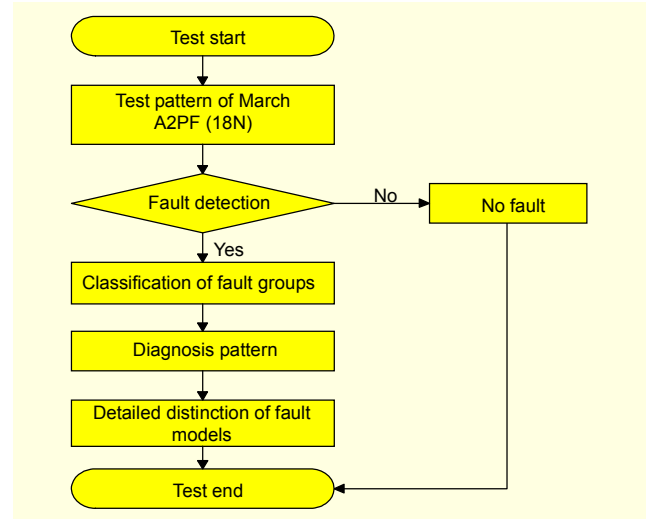 Test start
Test pattern of March
A2PF (18N)
Fault detection
No
No fault
Yes
Classification of fault groups
Diagnosis pattern
Detailed distinction of fault
models
Test end